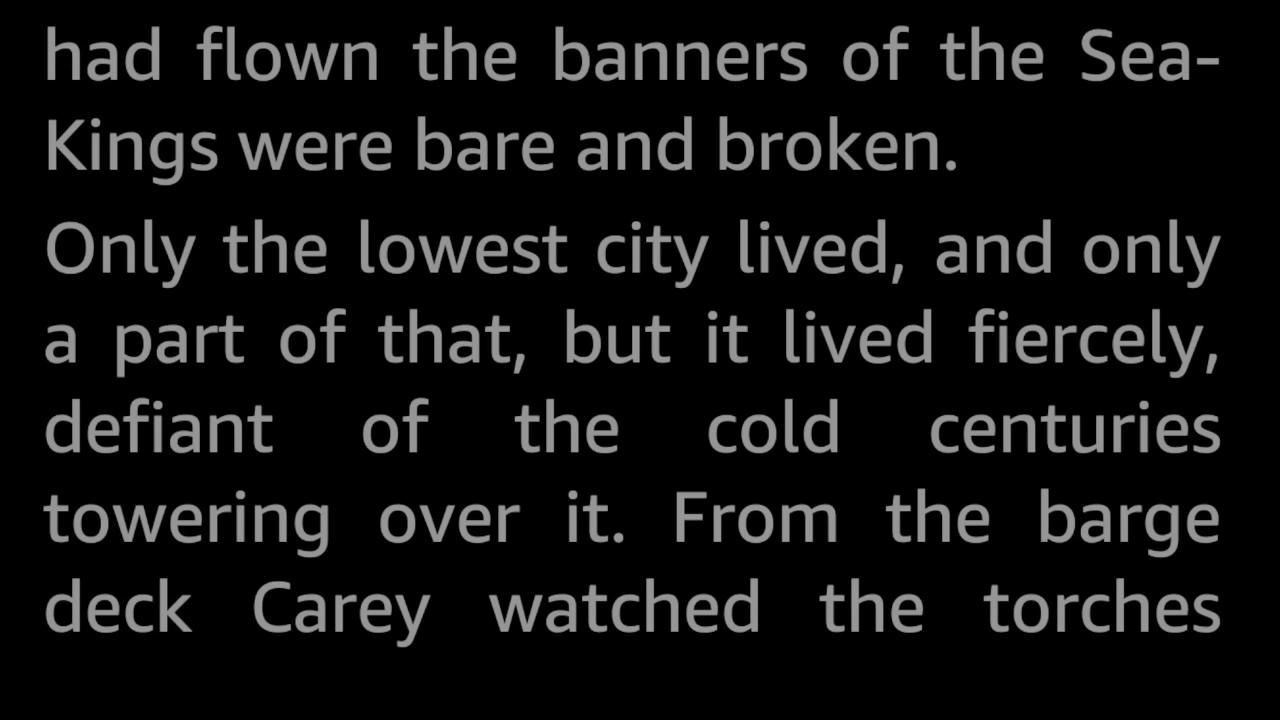 had flown the banners of the Sea-
Kings were bare and broken.
Only the lowest city lived, and only
a part of that, but it lived fiercely,
defiant of the cold centuries
towering over it. From the barge
deck Carey watched the torches